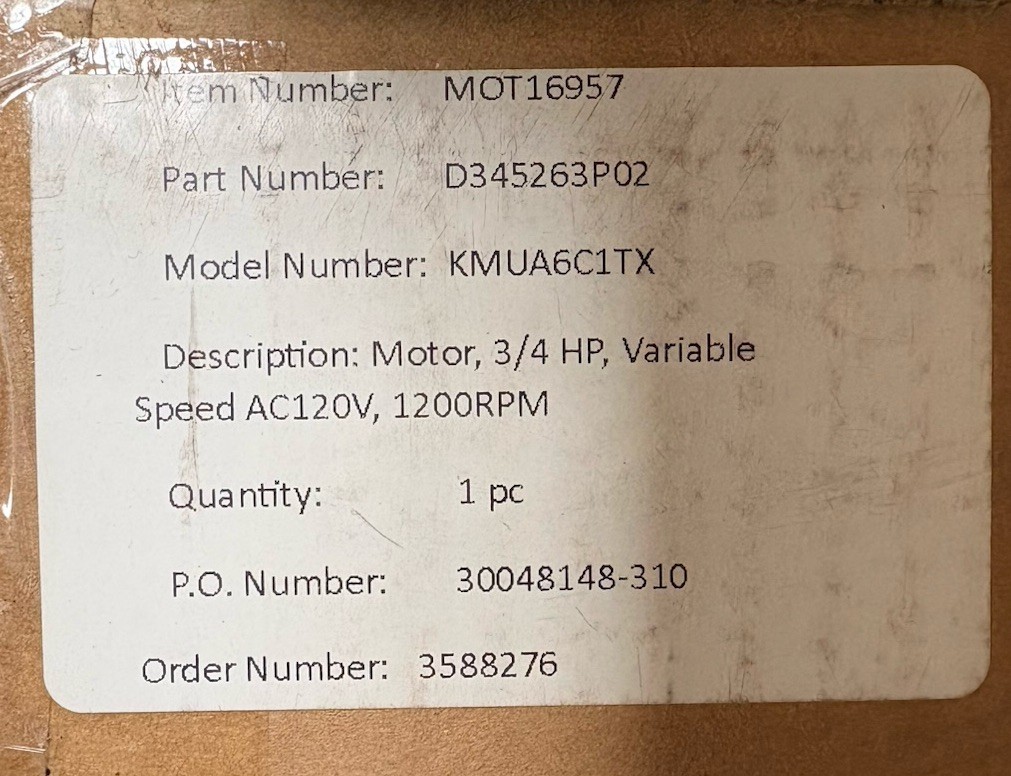 Item Number: MOT16957
Part Number: D345263P02
Model Number: KMUA6C1TX
Description: Motor, 3/4 HP, Variable
Speed AC120V, 1200RPM
Quantity: 1 pc
P.O. Number: 30048148-310
Order Number: 3588276